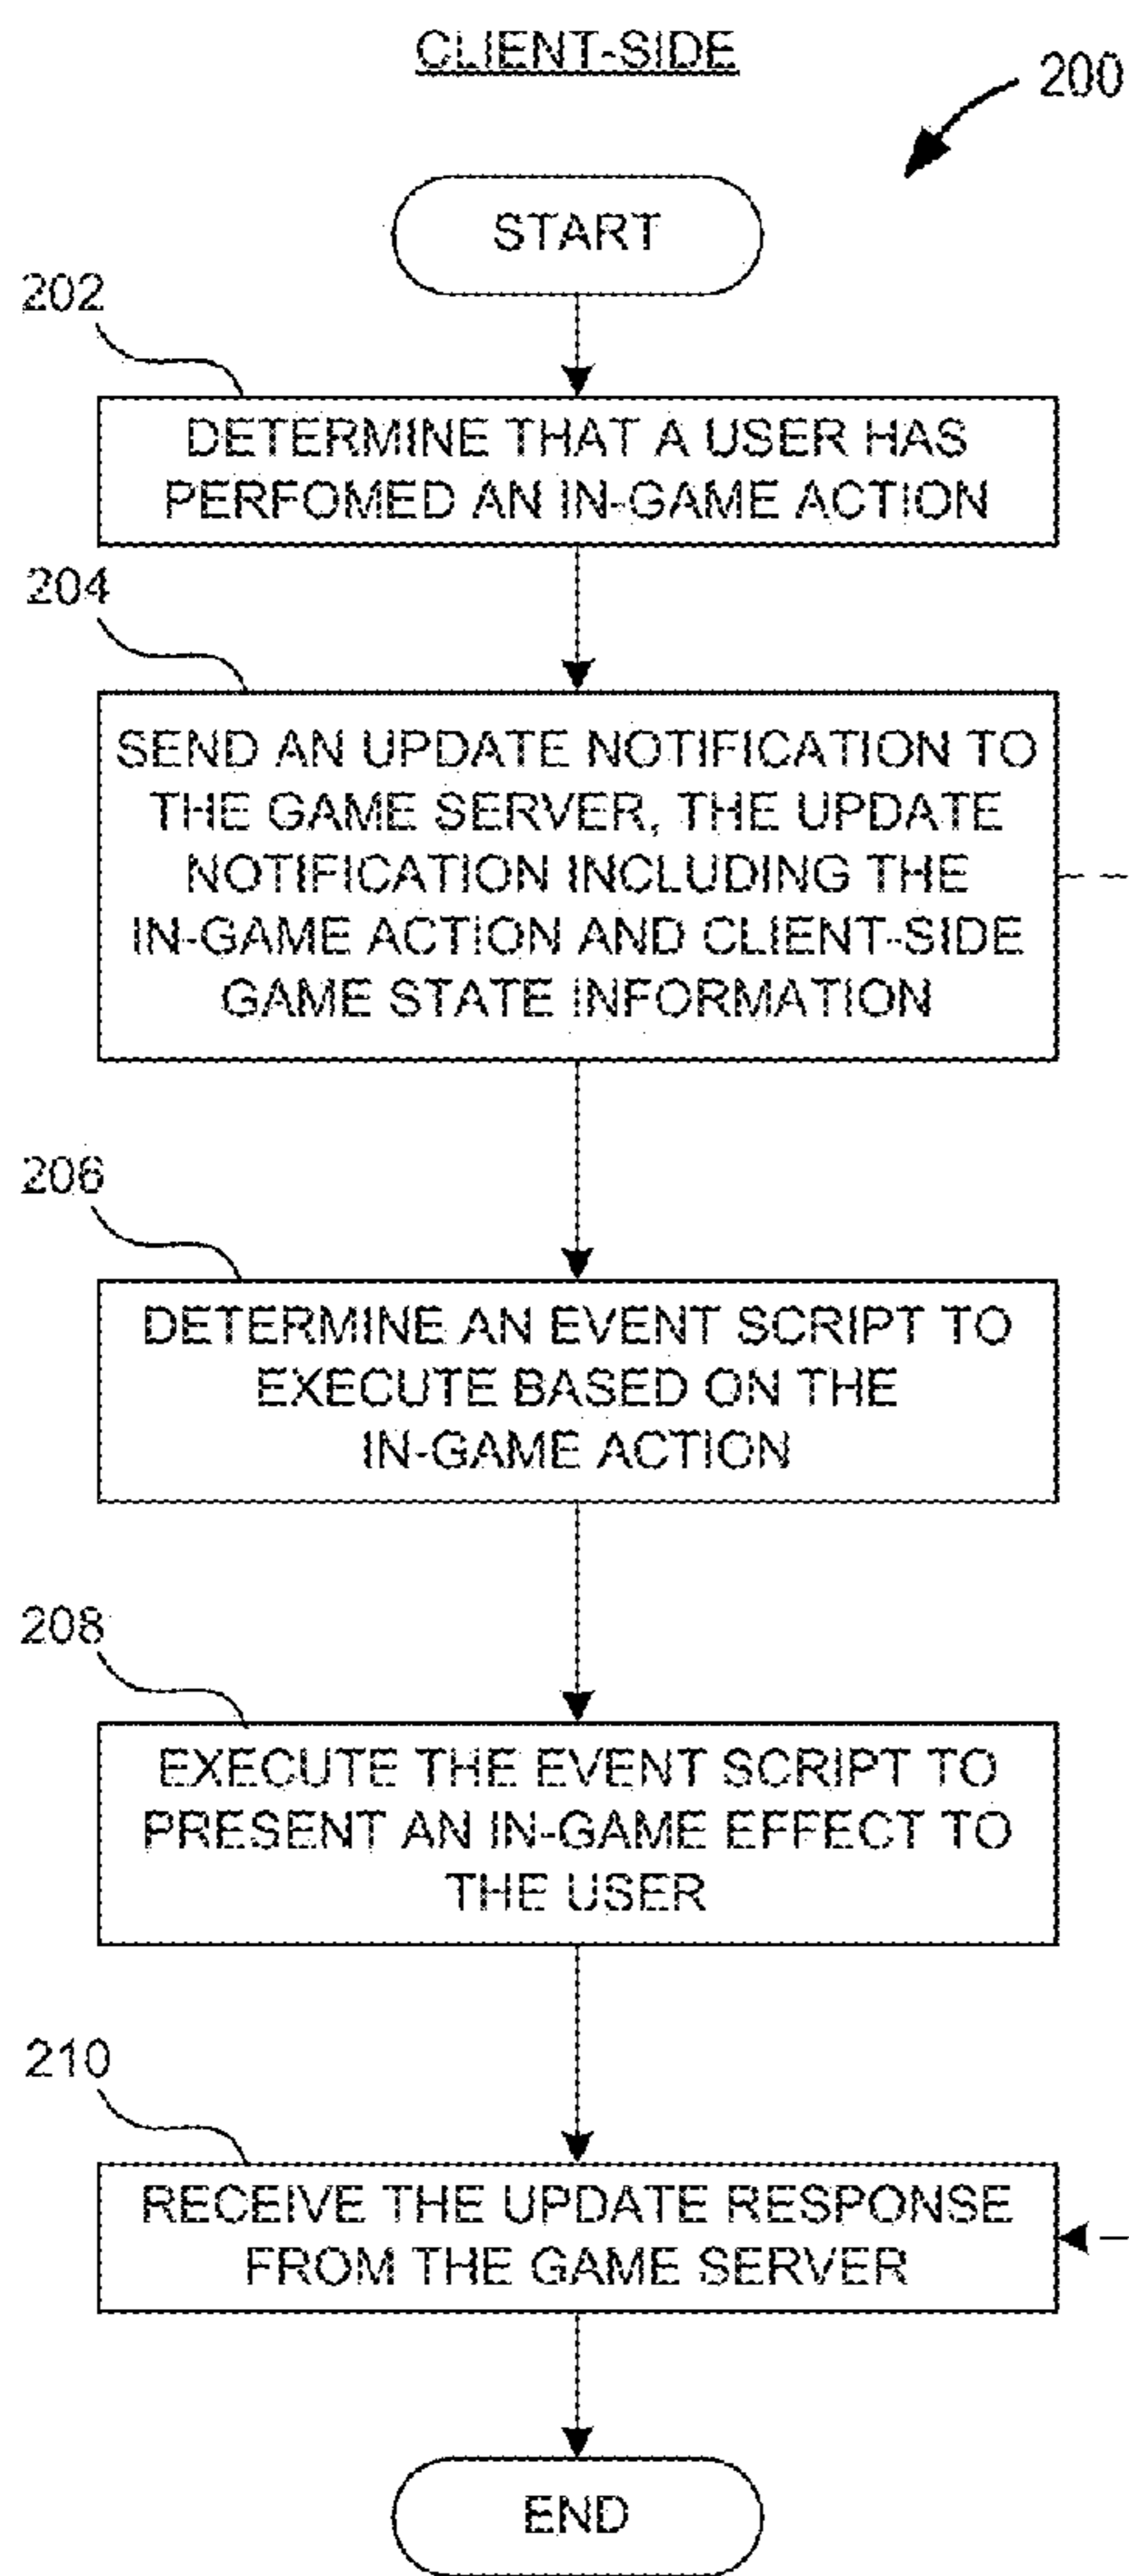 CLIENT-SIDE
200
START
202
DETERMINE THAT A USER HAS
PERFOMED AN IN-GAME ACTION
204
SEND AN UPDATE NOTIFICATION TO
THE GAME SERVER, THE UPDATE
NOTIFICATION INCLUDING THE
IN-GAME ACTION AND CLIENT-SIDE
GAME STATE INFORMATION
206
DETERMINE AN EVENT SCRIPT TO
EXECUTE BASED ON THE
IN-GAME ACTION
208
EXECUTE THE EVENT SCRIPT TO
PRESENT AN IN-GAME EFFECT TO
THE USER
210
RECEIVE THE UPDATE RESPONSE
FROM THE GAME SERVER
END